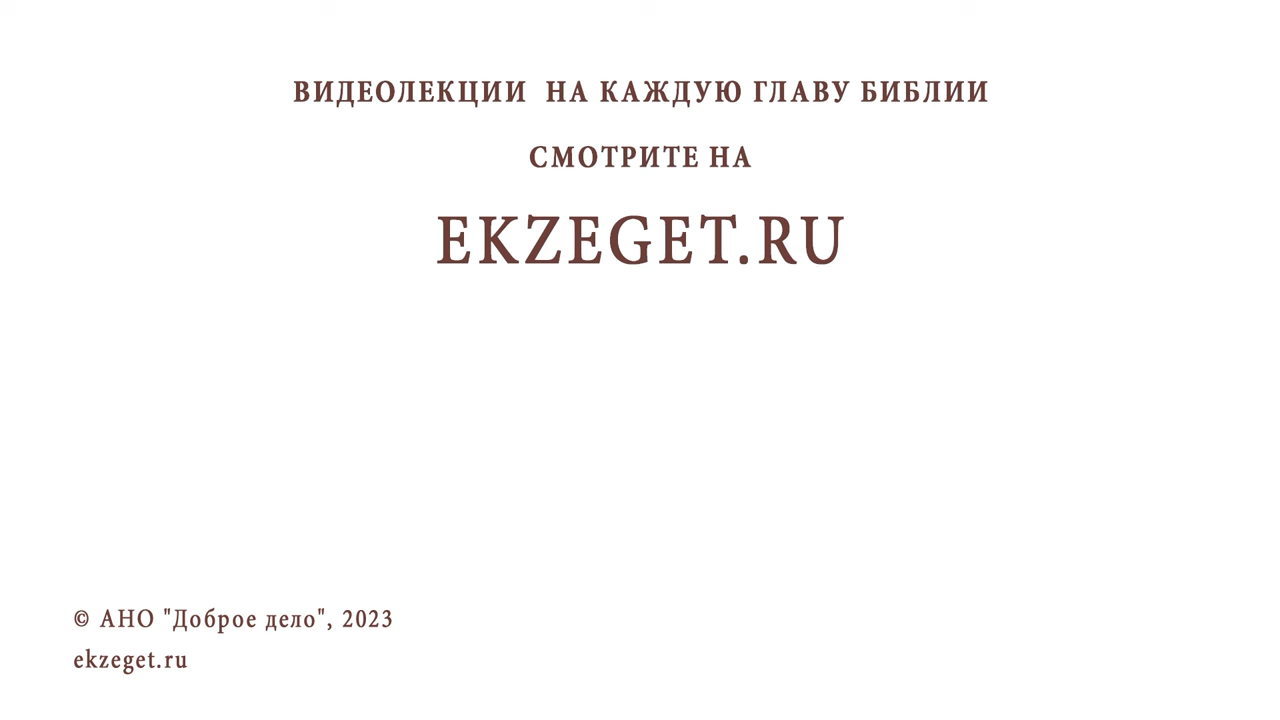 ВИДЕОЛЕКЦИИ НА КАЖДУЮ ГЛАВУ БИБЛИИ
СМОТРИТЕ НА
EKZEGET.RU
© АНО "Доброе дело", 2023
ekzeget.ru